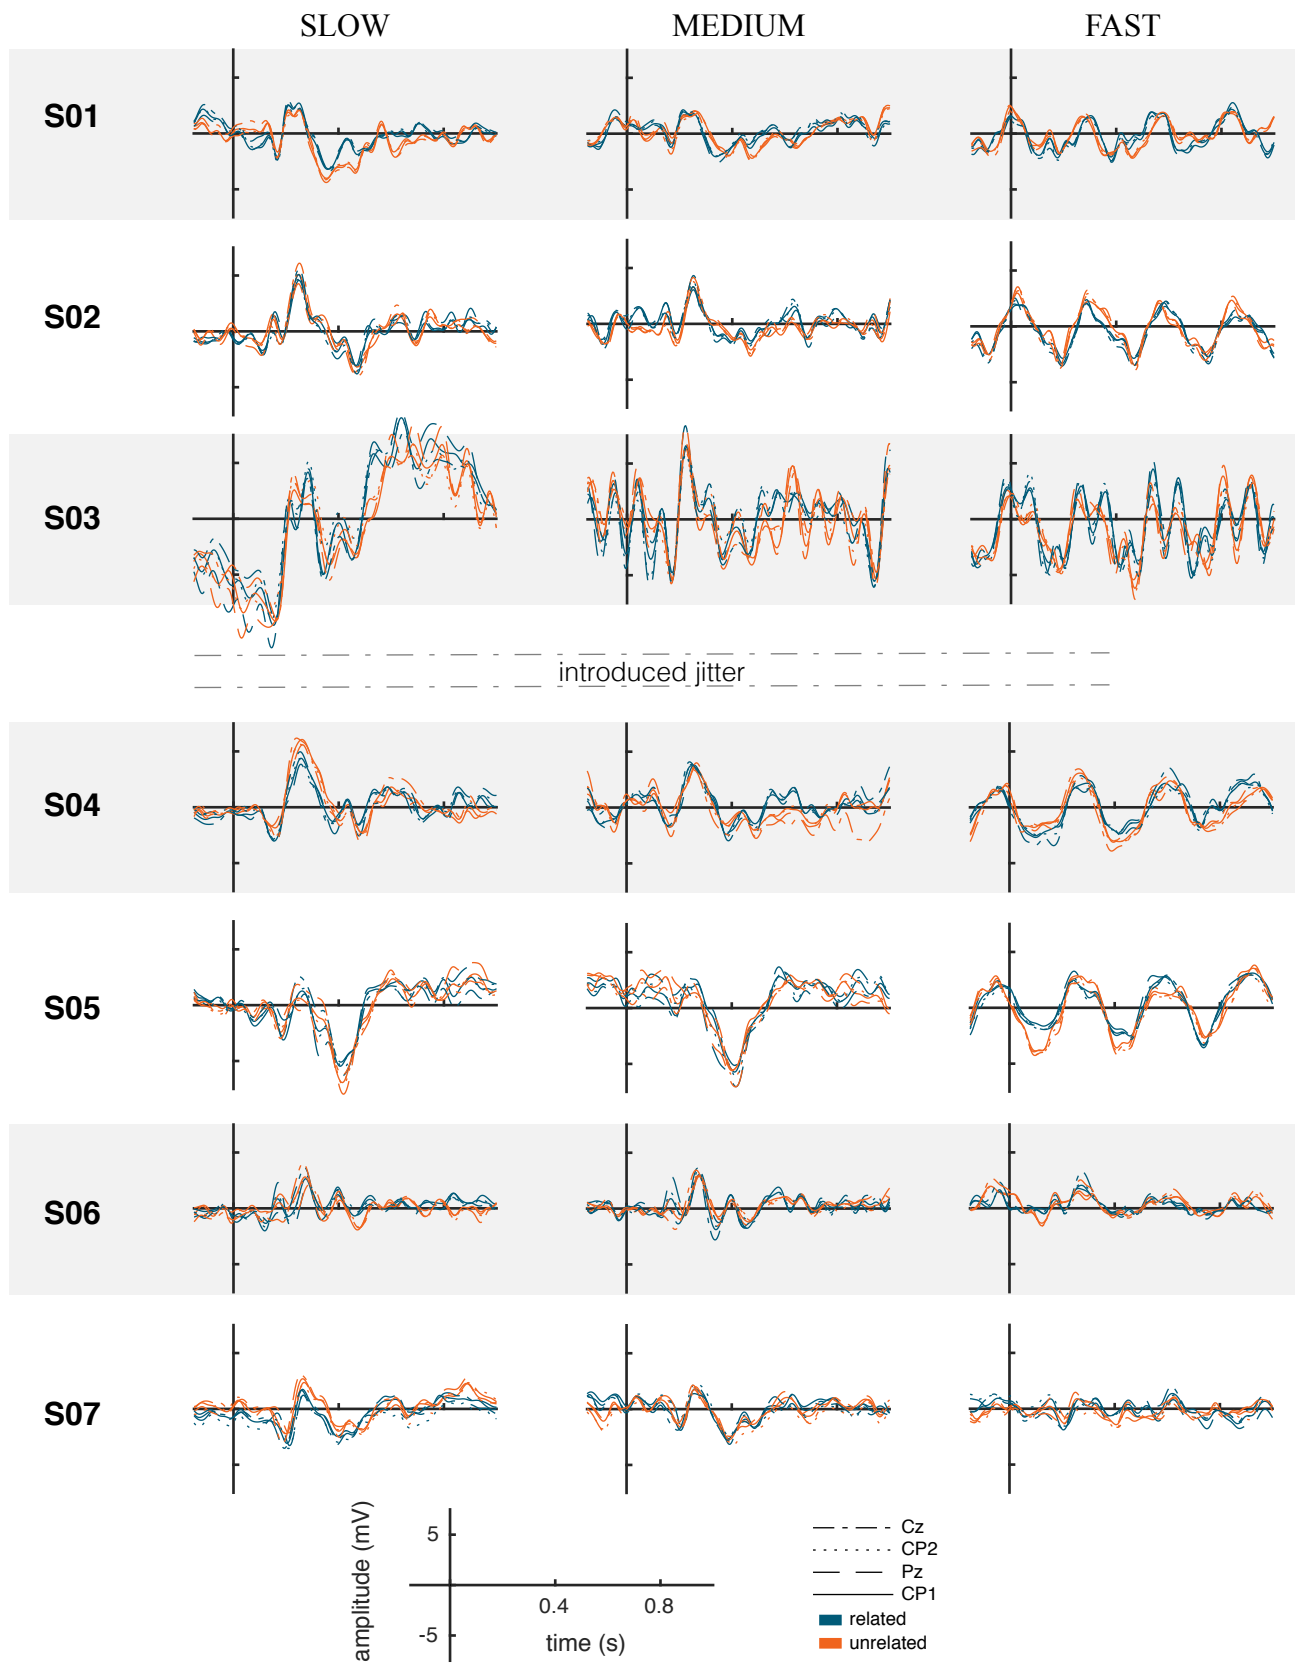 SLOW MEDIUM FAST
S01
S02
S03
introduced jitter
S04
S05
S06
S07
amplitude (mV)
5
-5
0.4 0.8
time (s)
Cz
CP2
Pz
CP1
related
unrelated